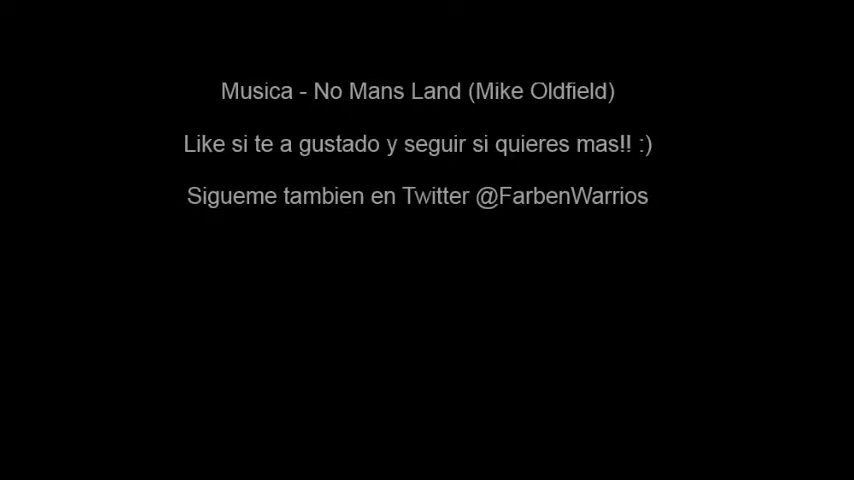 Musica - No Mans Land (Mike Oldfield)
Like si te a gustado y seguir si quieres mas!! :)
Sigueme tambien en Twitter @FarbenWarrios